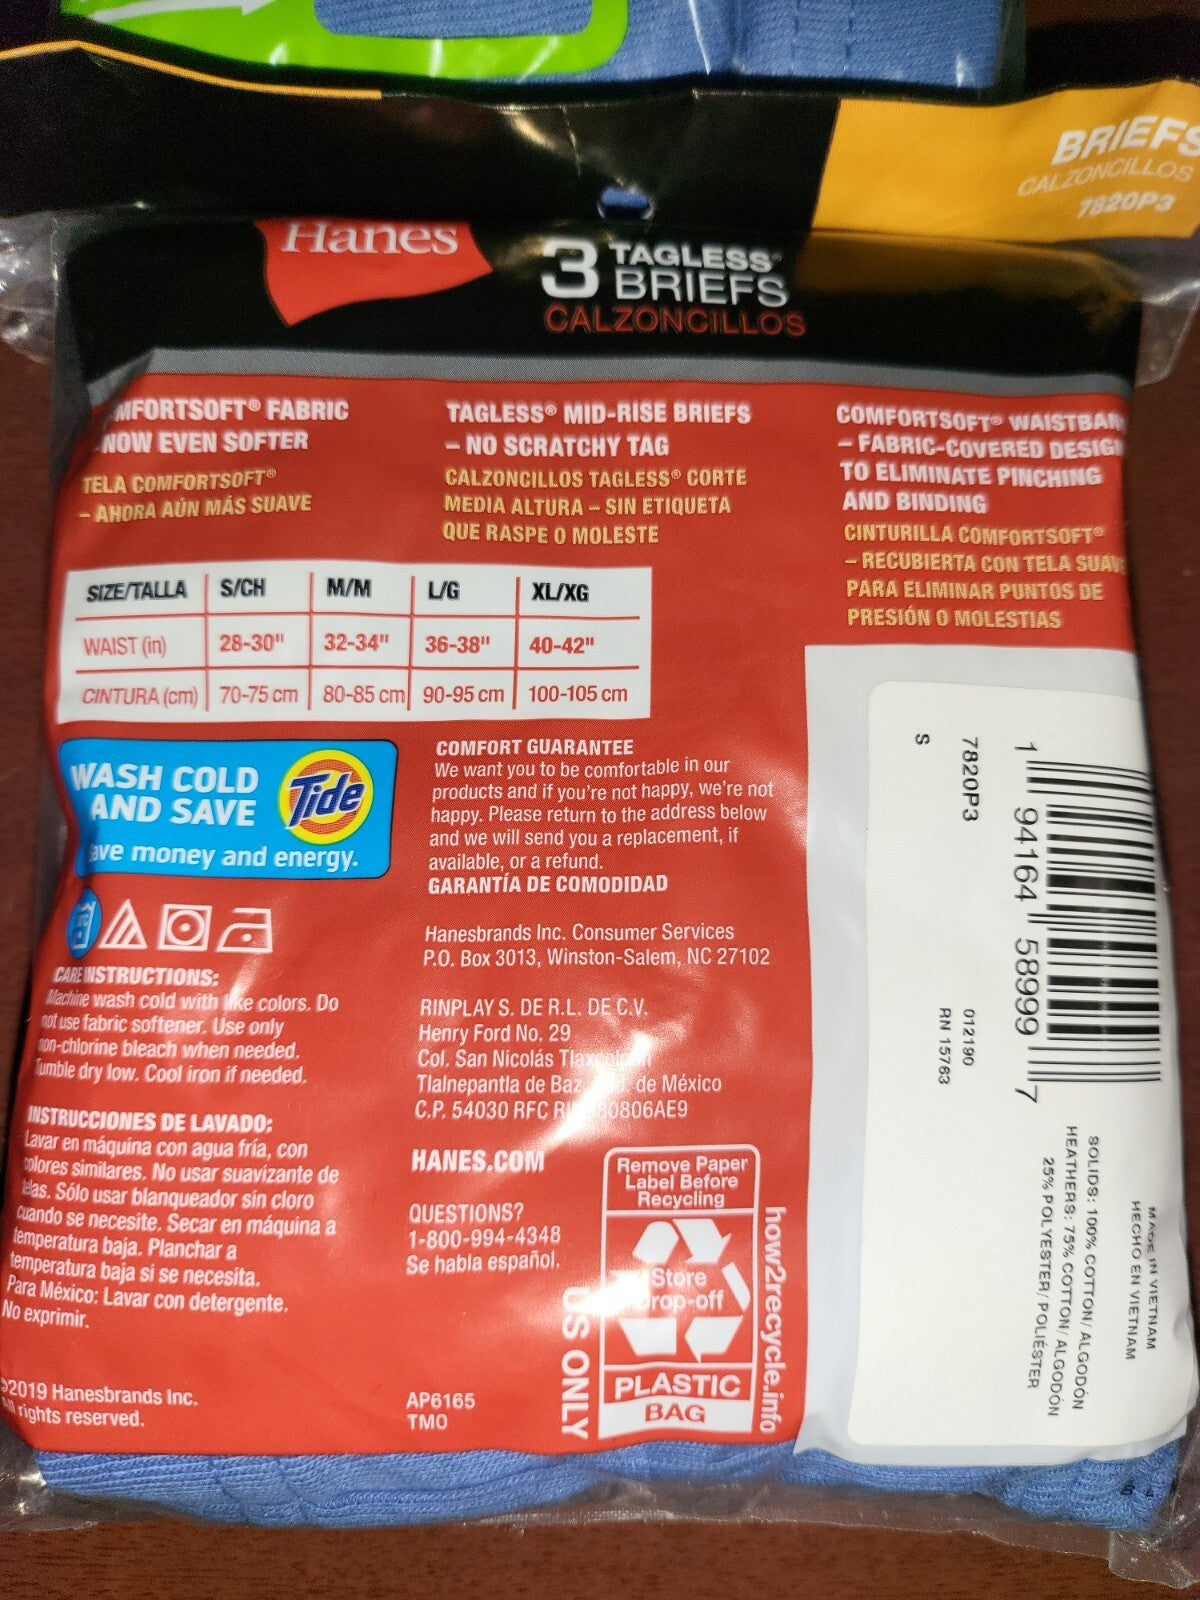 BRIEFS
CALZONCILLOS
7820P3
Hanes
3 TAGLESS®
BRIEFS
CALZONCILLOS
FABRIC
NOW EVEN SOFTER
TELA COMFORTSOFT®
– AHORA AÚN MÁS SUAVE
TAGLESS® MID-RISE BRIEFS
– NO SCRATCHY TAG
CALZONCILLOS TAGLESS® CORTE
MEDIA ALTURA – SIN ETIQUETA
QUE RASPE O MOLESTE
COMFORTSOFT® WAISTBAN
– FABRIC-COVERED DESIGN
TO ELIMINATE PINCHING
AND BINDING
CINTURILLA COMFORTSOFT®
– RECUBIERTA CON TELA SUAVE
PARA ELIMINAR PUNTOS DE
PRESIÓN O MOLESTIAS
SIZE/TALLA S/CH M/M L/G XL/XG
WAIST (in) 28-30" 32-34" 36-38" 40-42"
CINTURA (cm) 70-75 cm 80-85 cm 90-95 cm 100-105 cm
WASH COLD
AND SAVE
Tide
ave money and energy.
CARE INSTRUCTIONS:
Machine wash cold with like colors. Do
not use fabric softener. Use only
non-chlorine bleach when needed.
Tumble dry low. Cool iron if needed.
INSTRUCCIONES DE LAVADO:
Lavar en máquina con agua fría, con
colores similares. No usar suavizante de
telas. Sólo usar blanqueador sin cloro
cuando se necesite. Secar en máquina a
temperatura baja. Planchar a
temperatura baja si se necesita.
Para México: Lavar con detergente.
No exprimir.
©2019 Hanesbrands Inc.
All rights reserved.
COMFORT GUARANTEE
We want you to be comfortable in our
products and if you're not happy, we're not
happy. Please return to the address below
and we will send you a replacement, if
available, or a refund.
GARANTÍA DE COMODIDAD
Hanesbrands Inc. Consumer Services
P.O. Box 3013, Winston-Salem, NC 27102
RINPLAY S. DE R.L. DE C.V.
Henry Ford No. 29
Col. San Nicolás
Tlalnepantla de de México
C.P. 54030 RFC 80806AE9
HANES.COM
QUESTIONS?
1-800-994-4348
Se habla español.
AP6165
TMO
US ONLY
Remove Paper
Label Before
Recycling
Store
Drop-off
PLASTIC
BAG
how2recycle.info
1 94164 58999 7
7820P3
S
012190
RN 15763
MADE IN VIETNAM
HECHO EN VIETNAM
SOLIDS: 100% COTTON/ ALGODÓN
HEATHERS: 75% COTTON/ ALGODÓN
25% POLYESTER/ POLIÉSTER